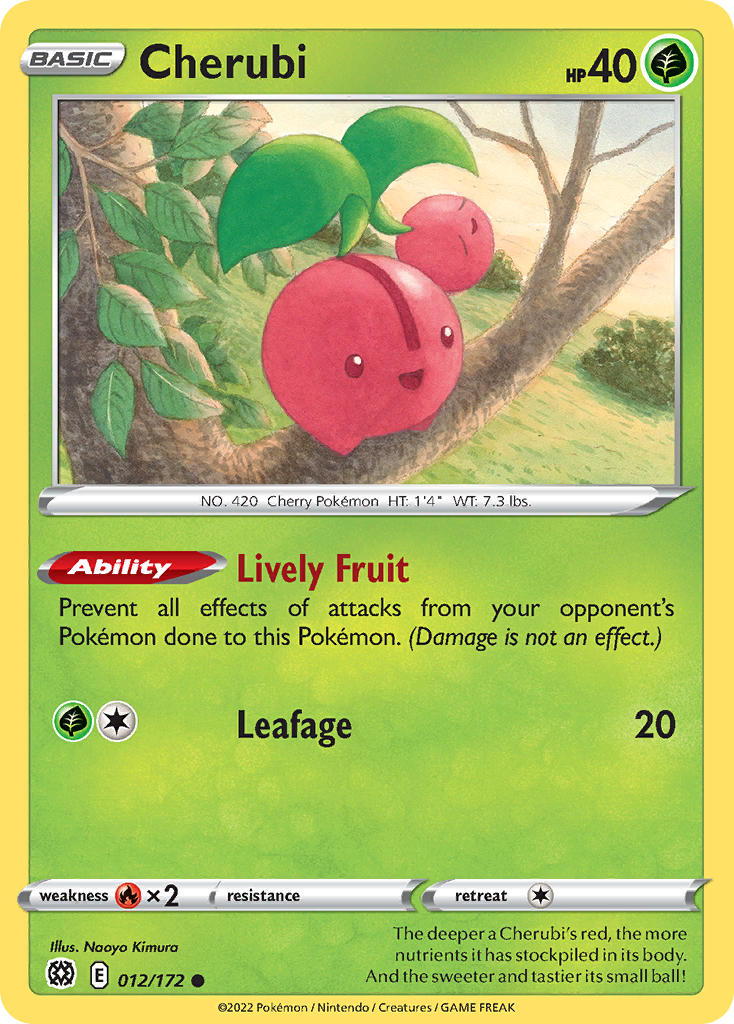 BASIC
Cherubi
HP40
NO. 420 Cherry Pokémon HT: 1'4" WT: 7.3 lbs.
Ability Lively Fruit
Prevent all effects of attacks from your opponent's
Pokémon done to this Pokémon. (Damage is not an effect.)
Leafage 20
weakness ×2 resistance retreat
Illus. Naoyo Kimura
The deeper a Cherubi's red, the more
nutrients it has stockpiled in its body.
And the sweeter and tastier its small ball!
E 012/172
©2022 Pokémon / Nintendo / Creatures / GAME FREAK